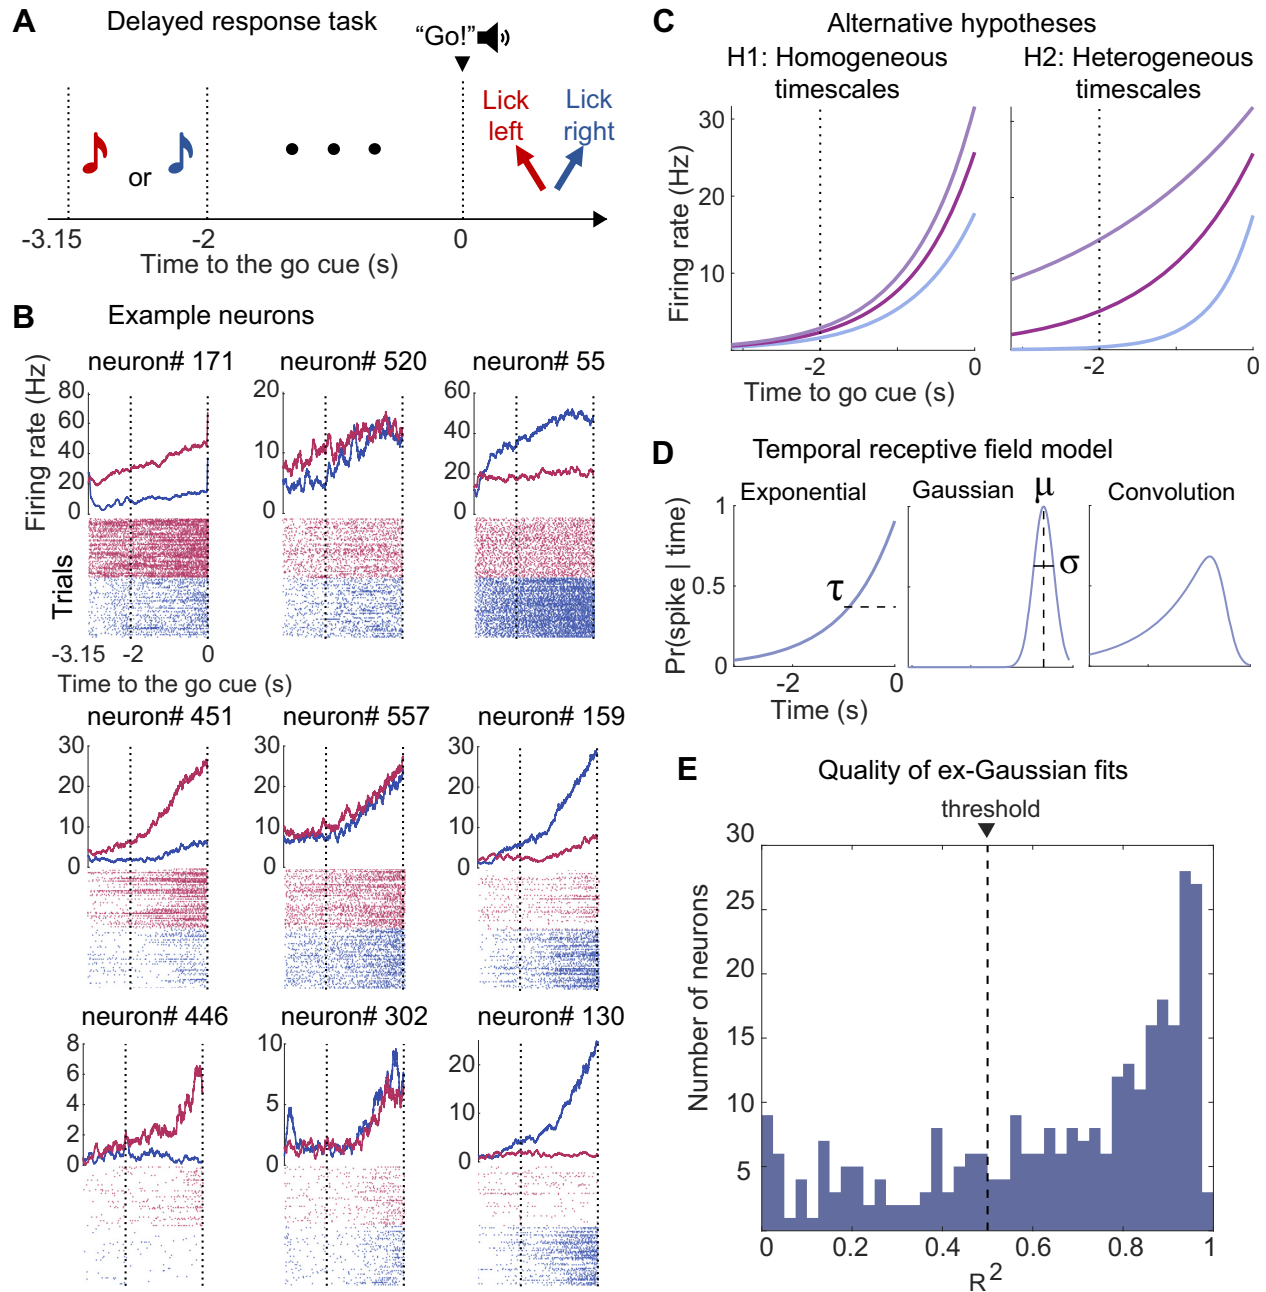 A Delayed response task
"Go!"
Lick left
Lick right
or
-3.15 -2 0
Time to the go cue (s)
B Example neurons
neuron# 171
neuron# 520
neuron# 55
Firing rate (Hz)
80
60
40
20
0
20
10
0
60
40
20
0
Trials
-3.15 -2 0
Time to the go cue (s)
neuron# 451
neuron# 557
neuron# 159
30
20
10
0
30
20
10
0
30
20
10
0
neuron# 446
neuron# 302
neuron# 130
8
6
4
2
0
10
5
0
20
10
0
C Alternative hypotheses
H1: Homogeneous timescales
H2: Heterogeneous timescales
Firing rate (Hz)
30
20
10
-2 0
-2 0
Time to go cue (s)
D Temporal receptive field model
Exponential
Gaussian
Convolution
μ
σ
τ
Pr(spike | time)
1
0.5
0
-2 0
Time (s)
E Quality of ex-Gaussian fits
threshold
Number of neurons
30
25
20
15
10
5
0 0.2 0.4 0.6 0.8 1
R²